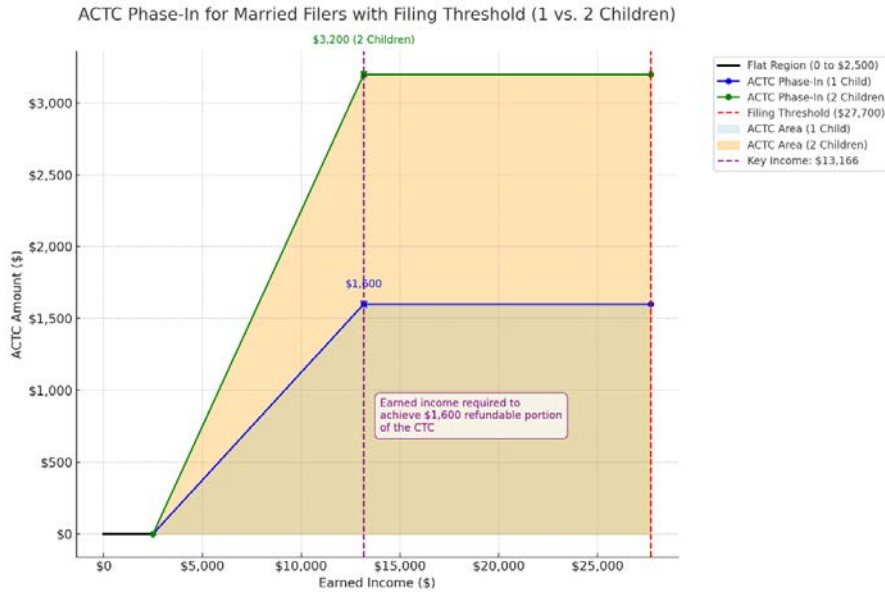 ACTC Phase-In for Married Filers with Filing Threshold (1 vs. 2 Children)
$3,200 (2 Children)
Flat Region (0 to $2,500)
ACTC Phase-In (1 Child)
ACTC Phase-In (2 Children)
Filing Threshold ($27,700)
ACTC Area (1 Child)
ACTC Area (2 Children)
Key Income: $13,166
ACTC Amount ($)
$3,000
$2,500
$2,000
$1,500
$1,000
$500
$0
$1,600
Earned income required to
achieve $1,600 refundable portion
of the CTC
$0
$5,000
$10,000
$15,000
$20,000
$25,000
Earned Income ($)